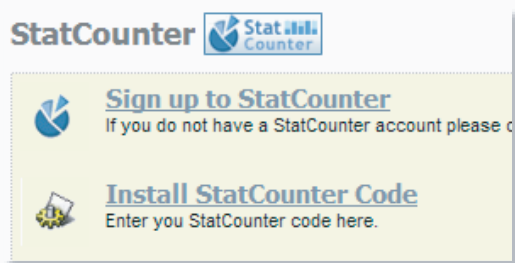 StatCounter Stat Counter
Sign up to StatCounter
If you do not have a StatCounter account please
Install StatCounter Code
Enter you StatCounter code here.